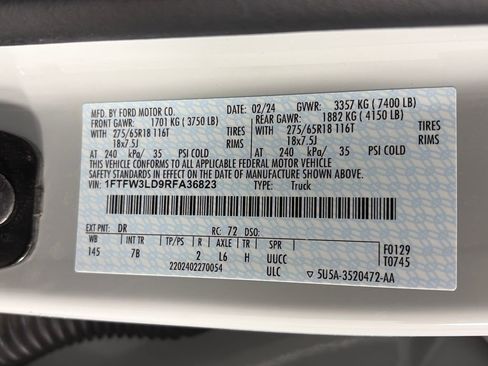 MFD. BY FORD MOTOR CO. 02/24 GVWR: 3357 KG ( 7400 LB)
FRONT GAWR: 1701 KG ( 3750 LB) REAR GAWR: 1882 KG ( 4150 LB)
WITH 275/65R18 116T TIRES WITH 275/65R18 116T TIRES
18x7.5J RIMS 18x7.5J RIMS
AT 240 kPa/ 35 PSI COLD AT 240 kPa/ 35 PSI COLD
THIS VEHICLE CONFORMS TO ALL APPLICABLE FEDERAL MOTOR VEHICLE
SAFETY STANDARDS IN EFFECT ON THE DATE OF MANUFACTURE SHOWN ABOVE.
VIN: 1FTFW3LD9RFA36823 TYPE: Truck
EXT PNT: DR RC: 72 DSO:
WB INT TR TP/PS R AXLE TR SPR F0129
145 7B 2 L6 H UUCC T0745
2202402270054 ULC ▽ 5U5A-3520472-AA